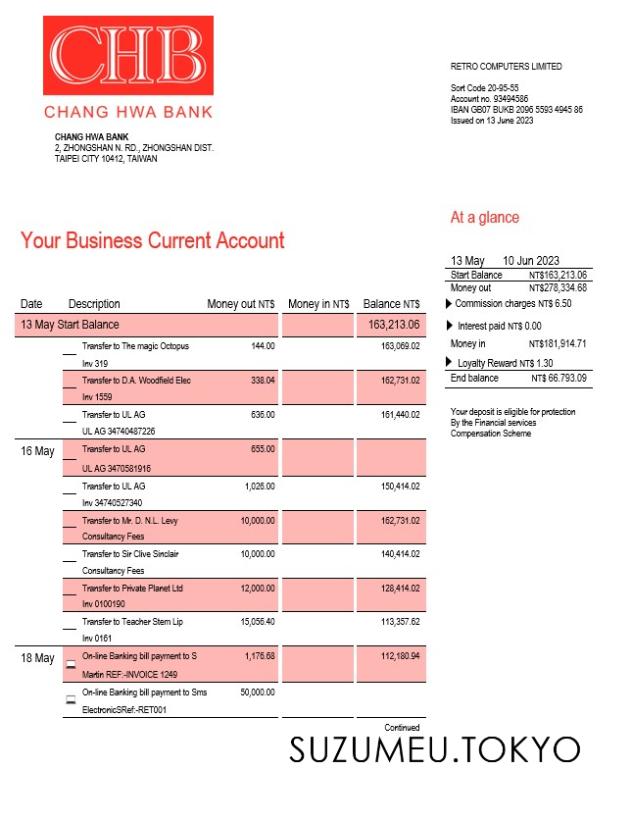 CHB
CHANG HWA BANK
CHANG HWA BANK
2, ZHONGSHAN N. RD., ZHONGSHAN DIST.
TAIPEI CITY 10412, TAIWAN
RETRO COMPUTERS LIMITED
Sort Code 20-95-55
Account no. 93494586
IBAN GB07 BUKB 2096 5593 4945 86
Issued on 13 June 2023
At a glance
13 May 10 Jun 2023
Start Balance NT$163,213.06
Money out NT$278,334.68
Commission charges NT$ 6.50
Interest paid NT$ 0.00
Money in NT$181,914.71
Loyalty Reward NT$ 1.30
End balance NT$ 66.793.09
Your deposit is eligible for protection
By the Financial services
Compensation Scheme
Your Business Current Account
Date Description Money out NT$ Money in NT$ Balance NT$
13 May Start Balance 163,213.06
Transfer to The magic Octopus 144.00 163,069.02
Inv 319
Transfer to D.A. Woodfield Elec 338.04 162,731.02
Inv 1559
Transfer to UL AG 636.00 161,440.02
UL AG 34740487226
16 May Transfer to UL AG 655.00
UL AG 3470581916
Transfer to UL AG 1,026.00 150,414.02
Inv 34740527340
Transfer to Mr. D. N.L. Levy 10,000.00 162,731.02
Consultancy Fees
Transfer to Sir Clive Sinclair 10,000.00 140,414.02
Consultancy Fees
Transfer to Private Planet Ltd 12,000.00 128,414.02
Inv 0100190
Transfer to Teacher Stem Lip 15,056.40 113,357.62
Inv 0161
18 May On-line Banking bill payment to S 1,176.68 112,180.94
Martin REF:-INVOICE 1249
On-line Banking bill payment to Sms 50,000.00
ElectronicSRef:-RET001
Continued
SUZUMEU.TOKYO